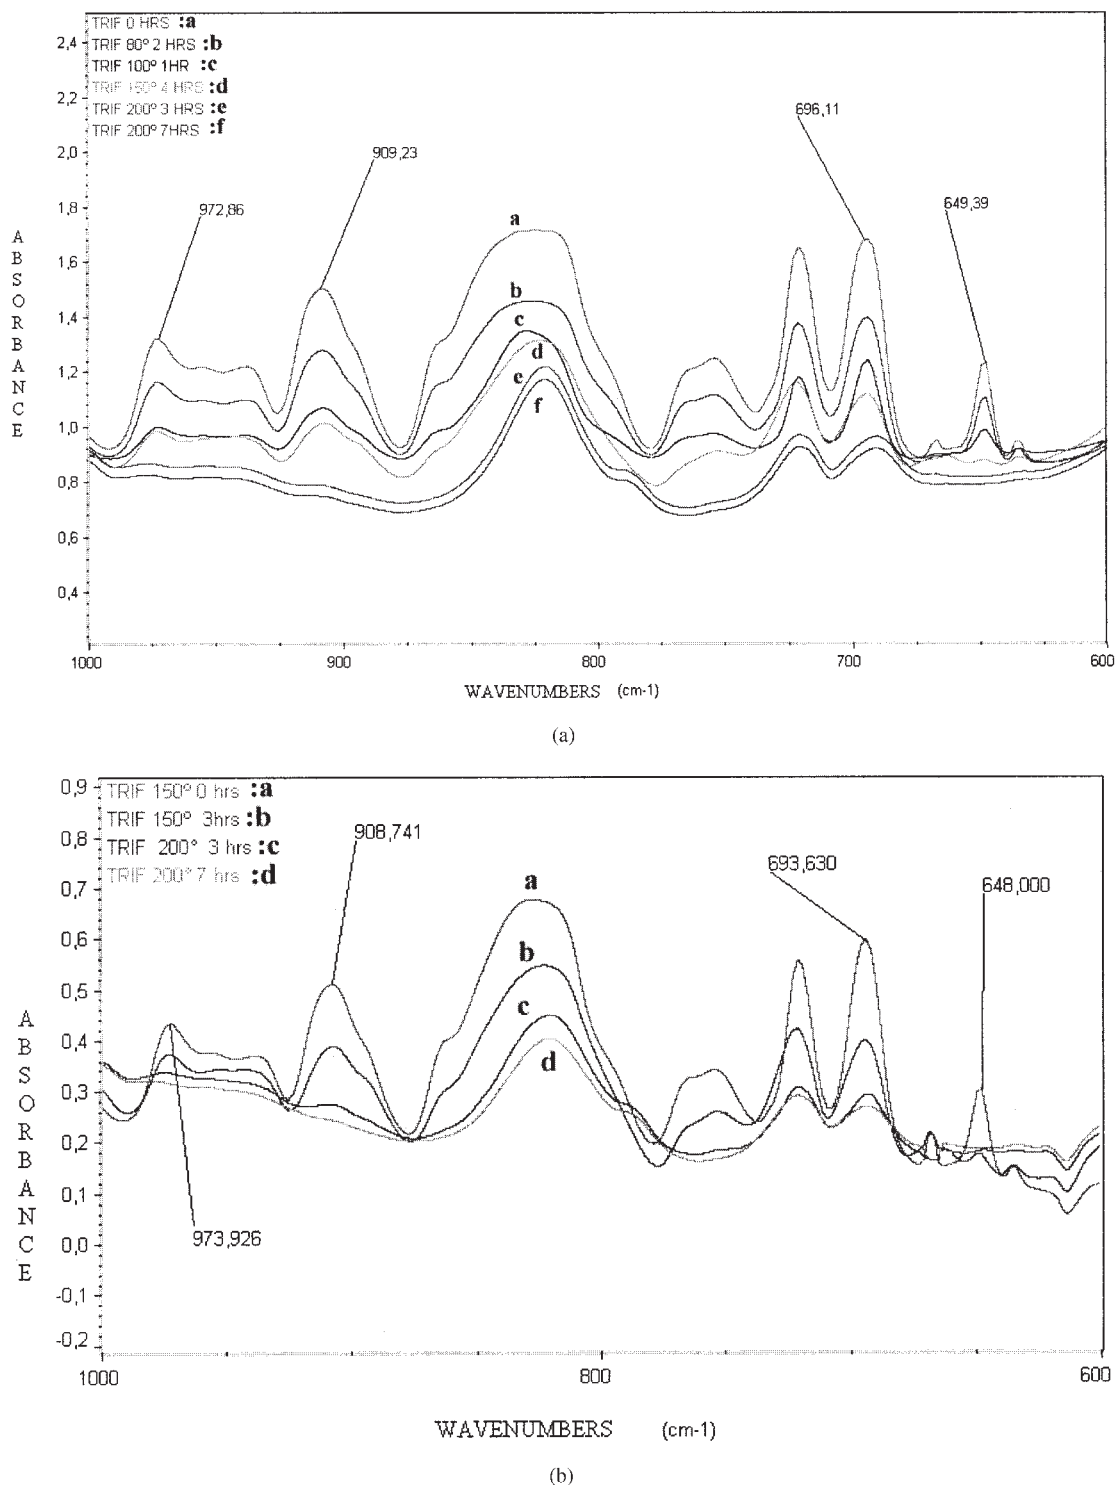 TRIF 0 HRS :a
TRIF 80° 2 HRS :b
TRIF 100° 1HR :c
TRIF 150° 4 HRS :d
TRIF 200° 3 HRS :e
TRIF 200° 7HRS :f
972,86
909,23
696,11
649,39
a
b
c
d
e
f
2,4
2,2
2,0
1,8
1,6
1,4
1,2
1,0
0,8
0,6
0,4
ABSORBANCE
1000
900
800
700
600
WAVENUMBERS (cm-1)
(a)
TRIF 150° 0 hrs :a
TRIF 150° 3hrs :b
TRIF 200° 3 hrs :c
TRIF 200° 7 hrs :d
908,741
693,630
648,000
973,926
a
b
c
d
0,9
0,8
0,7
0,6
0,5
0,4
0,3
0,2
0,1
0,0
-0,1
-0,2
ABSORBANCE
1000
800
600
WAVENUMBERS (cm-1)
(b)